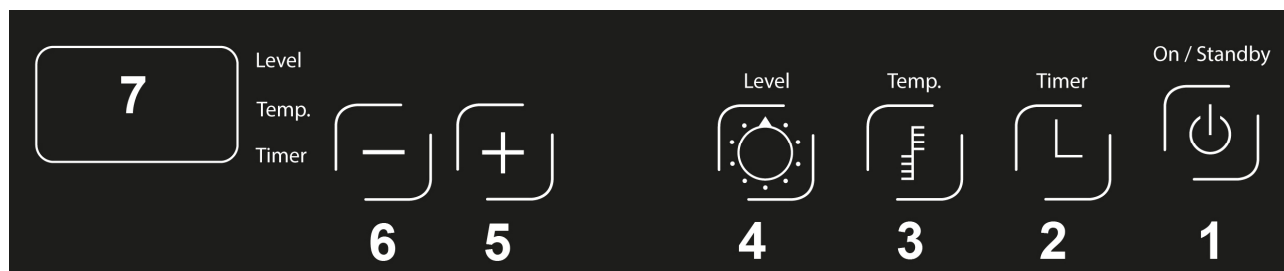 On / Standby
7
Level
Temp.
Timer
Level
Temp.
Timer
6
5
4
3
2
1